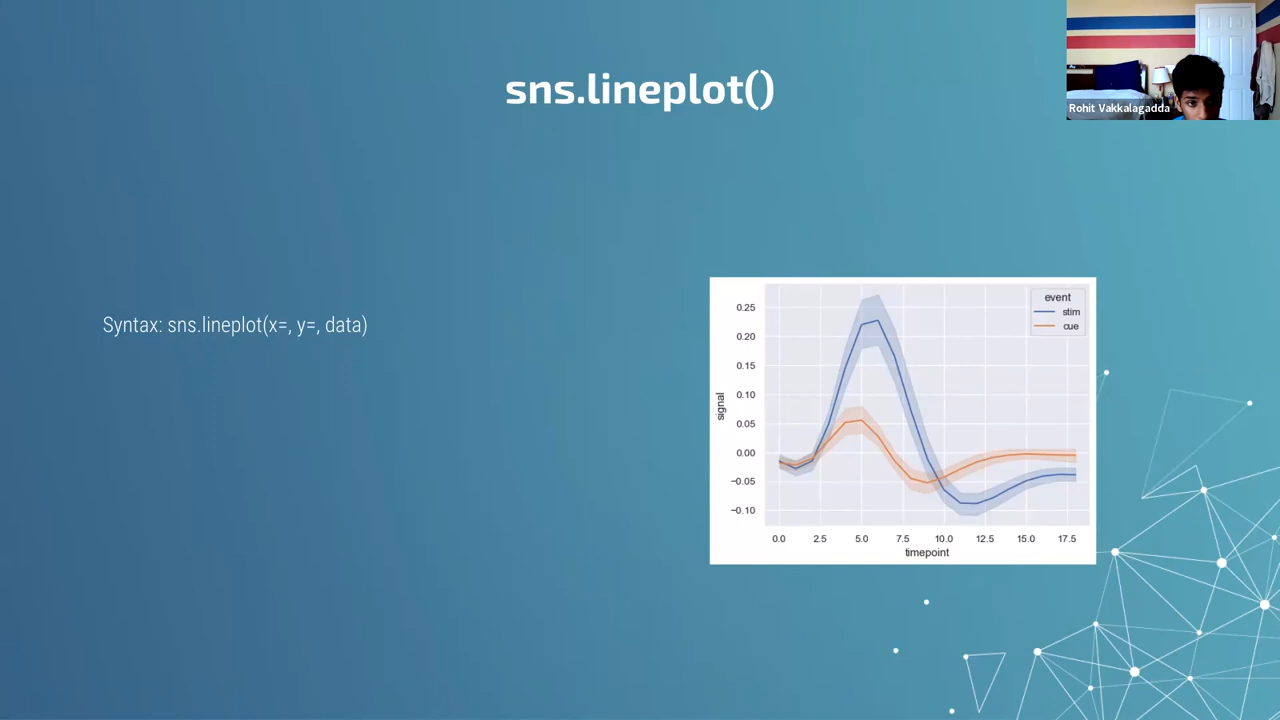 sns.lineplot()
Rohit Vakkalagadda
Syntax: sns.lineplot(x=, y=, data)
event
stim
cue
0.25
0.20
0.15
0.10
0.05
0.00
−0.05
−0.10
signal
0.0 2.5 5.0 7.5 10.0 12.5 15.0 17.5
timepoint